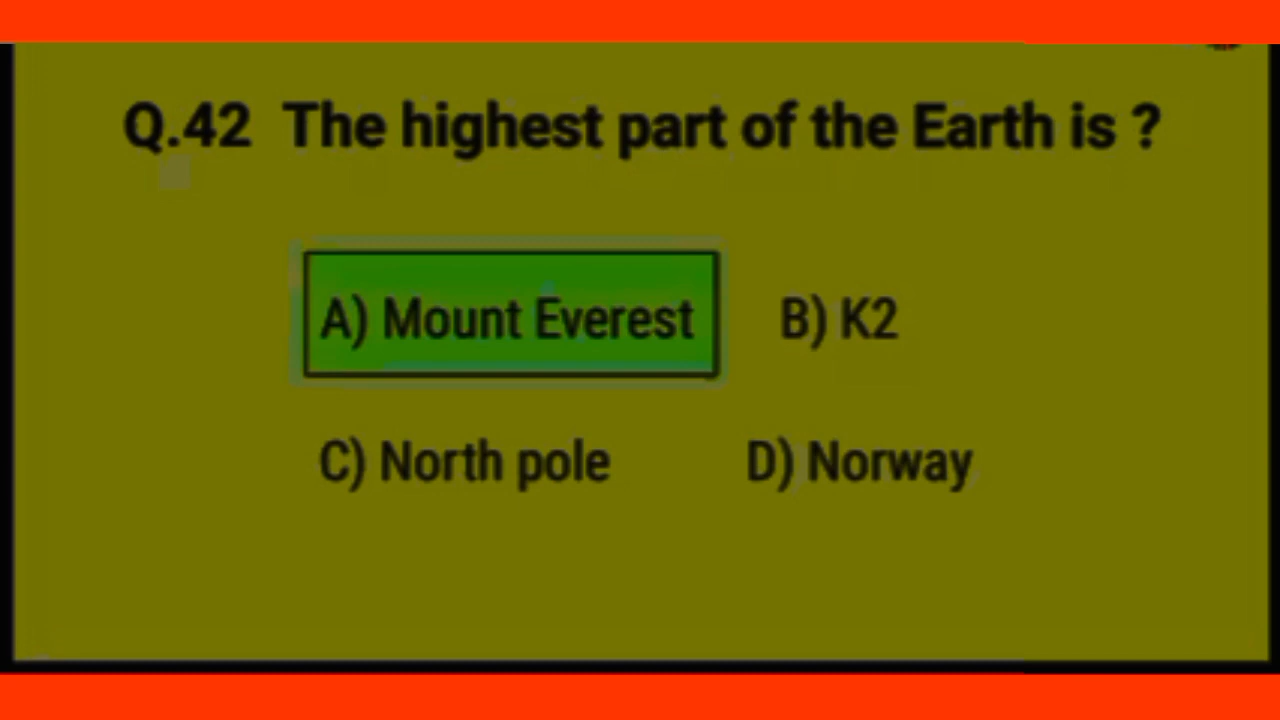 Q.42 The highest part of the Earth is ?
A) Mount Everest B) K2
C) North pole D) Norway